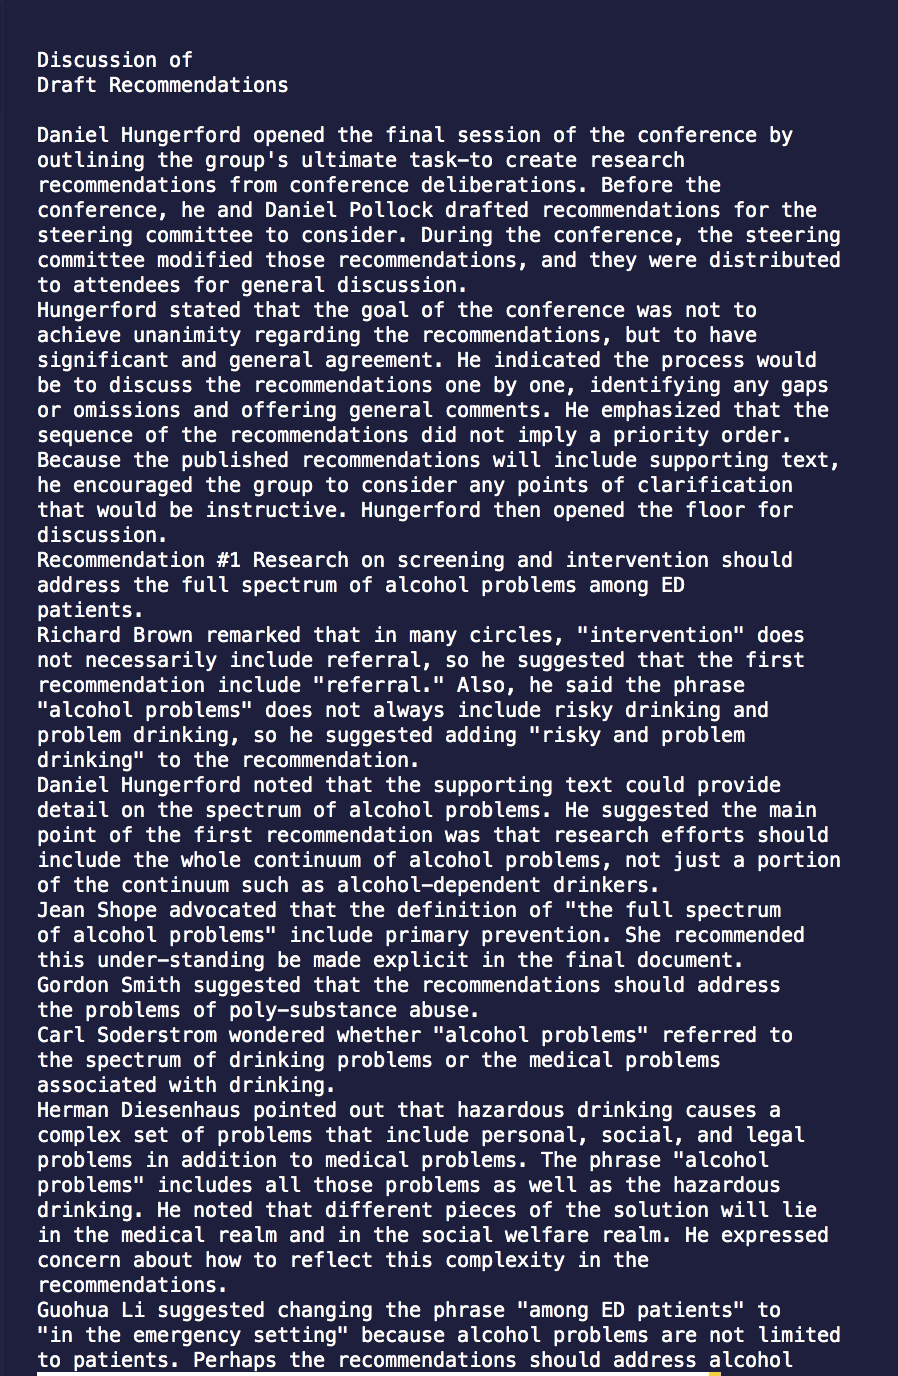 Discussion of
Draft Recommendations
Daniel Hungerford opened the final session of the conference by
outlining the group's ultimate task-to create research
recommendations from conference deliberations. Before the
conference, he and Daniel Pollock drafted recommendations for the
steering committee to consider. During the conference, the steering
committee modified those recommendations, and they were distributed
to attendees for general discussion.
Hungerford stated that the goal of the conference was not to
achieve unanimity regarding the recommendations, but to have
significant and general agreement. He indicated the process would
be to discuss the recommendations one by one, identifying any gaps
or omissions and offering general comments. He emphasized that the
sequence of the recommendations did not imply a priority order.
Because the published recommendations will include supporting text,
he encouraged the group to consider any points of clarification
that would be instructive. Hungerford then opened the floor for
discussion.
Recommendation #1 Research on screening and intervention should
address the full spectrum of alcohol problems among ED
patients.
Richard Brown remarked that in many circles, "intervention" does
not necessarily include referral, so he suggested that the first
recommendation include "referral." Also, he said the phrase
"alcohol problems" does not always include risky drinking and
problem drinking, so he suggested adding "risky and problem
drinking" to the recommendation.
Daniel Hungerford noted that the supporting text could provide
detail on the spectrum of alcohol problems. He suggested the main
point of the first recommendation was that research efforts should
include the whole continuum of alcohol problems, not just a portion
of the continuum such as alcohol-dependent drinkers.
Jean Shope advocated that the definition of "the full spectrum
of alcohol problems" include primary prevention. She recommended
this under-standing be made explicit in the final document.
Gordon Smith suggested that the recommendations should address
the problems of poly-substance abuse.
Carl Soderstrom wondered whether "alcohol problems" referred to
the spectrum of drinking problems or the medical problems
associated with drinking.
Herman Diesenhaus pointed out that hazardous drinking causes a
complex set of problems that include personal, social, and legal
problems in addition to medical problems. The phrase "alcohol
problems" includes all those problems as well as the hazardous
drinking. He noted that different pieces of the solution will lie
in the medical realm and in the social welfare realm. He expressed
concern about how to reflect this complexity in the
recommendations.
Guohua Li suggested changing the phrase "among ED patients" to
"in the emergency setting" because alcohol problems are not limited
to patients. Perhaps the recommendations should address alcohol